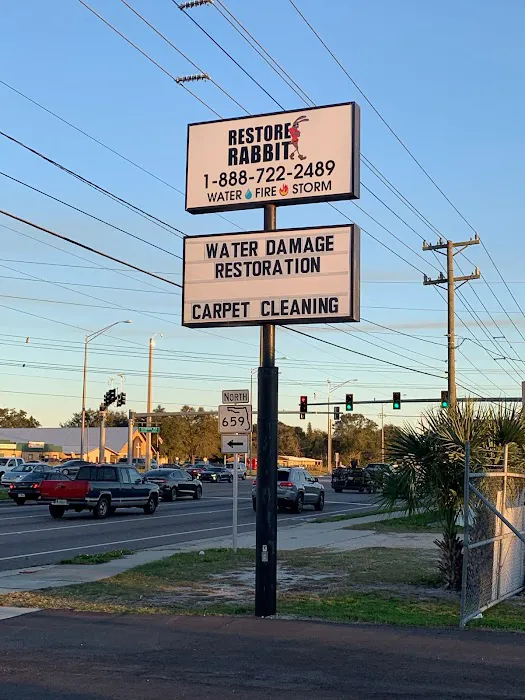 RESTORE
RABBIT
1-888-722-2489
WATER FIRE STORM
WATER DAMAGE
RESTORATION
CARPET CLEANING
NORTH
659